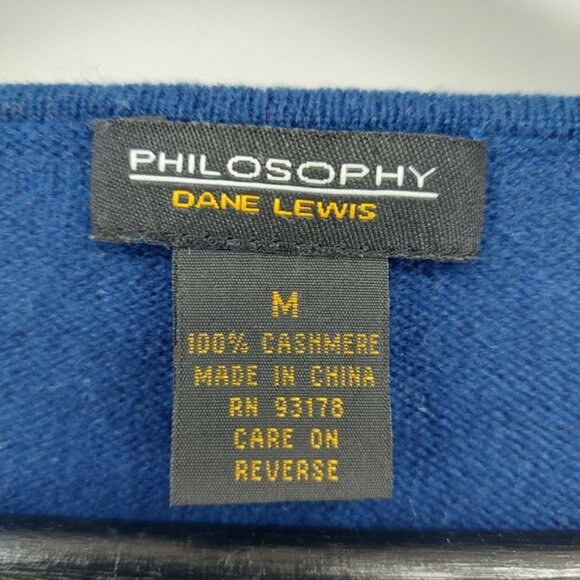 PHILOSOPHY
DANE LEWIS
M
100% CASHMERE
MADE IN CHINA
RN 93178
CARE ON
REVERSE